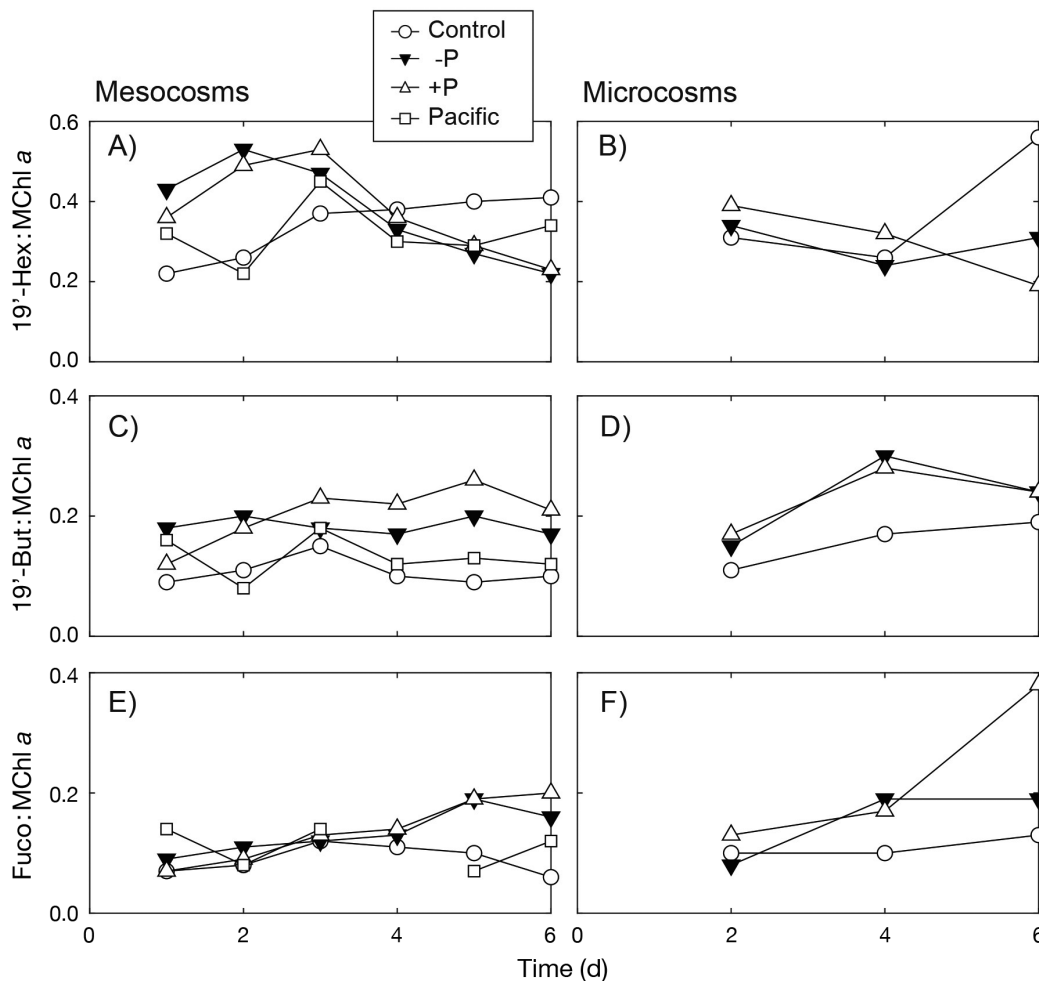 Control
-P
+P
Pacific
Mesocosms
Microcosms
A)
B)
0.6
0.4
0.2
0.0
19’-Hex:MChl a
C)
D)
0.4
0.2
0.0
19’-But:MChl a
E)
F)
0.4
0.2
0.0
Fuco:MChl a
0 2 4 6 0 2 4 6
Time (d)